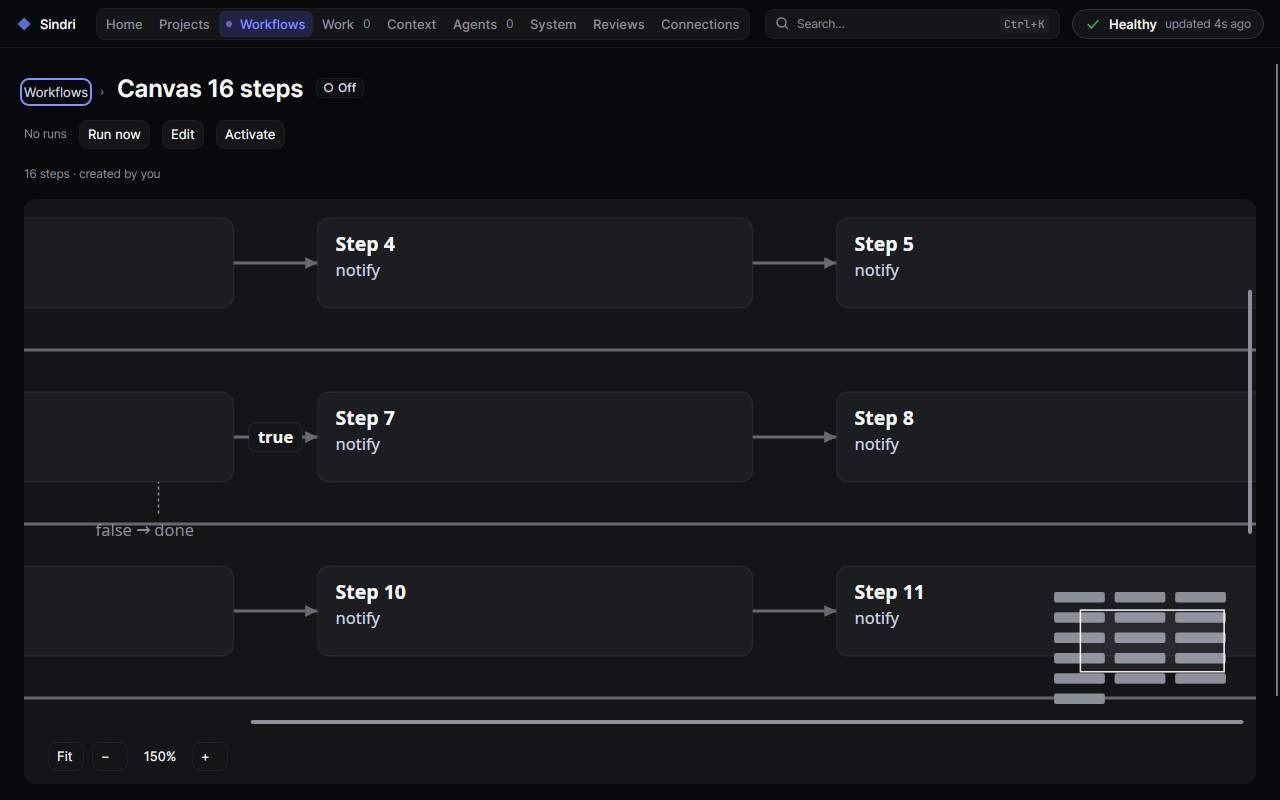 Sindri Home Projects Workflows Work 0 Context Agents 0 System Reviews Connections Search... Ctrl+K Healthy updated 4s ago
Workflows › Canvas 16 steps Off
No runs Run now Edit Activate
16 steps · created by you
Step 4 Step 5
notify notify
Step 7 Step 8
true
notify notify
false → done
Step 10 Step 11
notify notify
Fit − 150% +